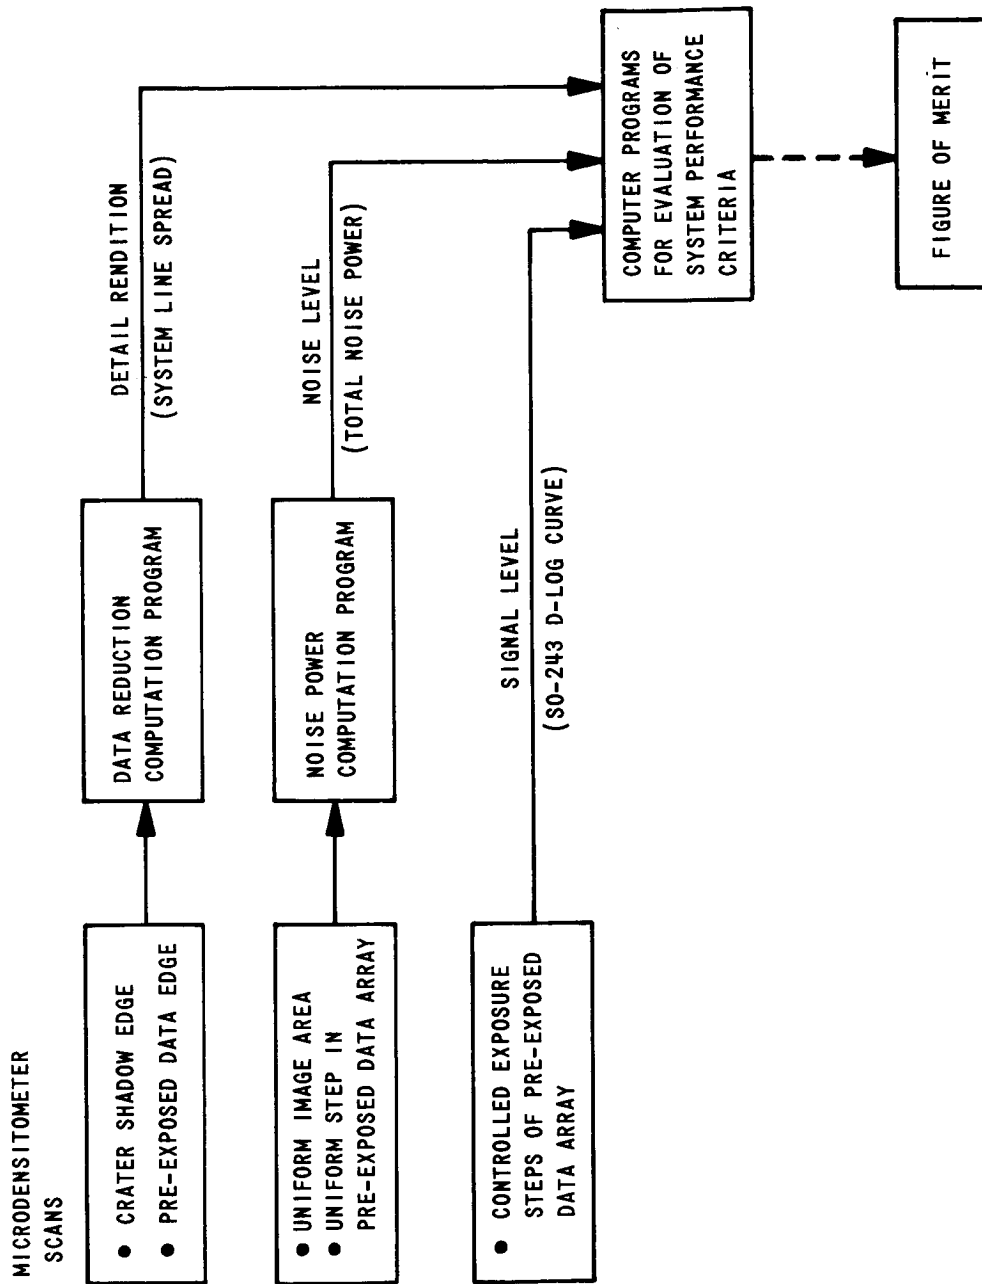 MICRODENSITOMETER
SCANS
● CRATER SHADOW EDGE
● PRE-EXPOSED DATA EDGE
DATA REDUCTION
COMPUTATION PROGRAM
DETAIL RENDITION
(SYSTEM LINE SPREAD)
● UNIFORM IMAGE AREA
● UNIFORM STEP IN
PRE-EXPOSED DATA ARRAY
NOISE POWER
COMPUTATION PROGRAM
NOISE LEVEL
(TOTAL NOISE POWER)
● CONTROLLED EXPOSURE
STEPS OF PRE-EXPOSED
DATA ARRAY
SIGNAL LEVEL
(SO-243 D-LOG CURVE)
COMPUTER PROGRAMS
FOR EVALUATION OF
SYSTEM PERFORMANCE
CRITERIA
FIGURE OF MERIT